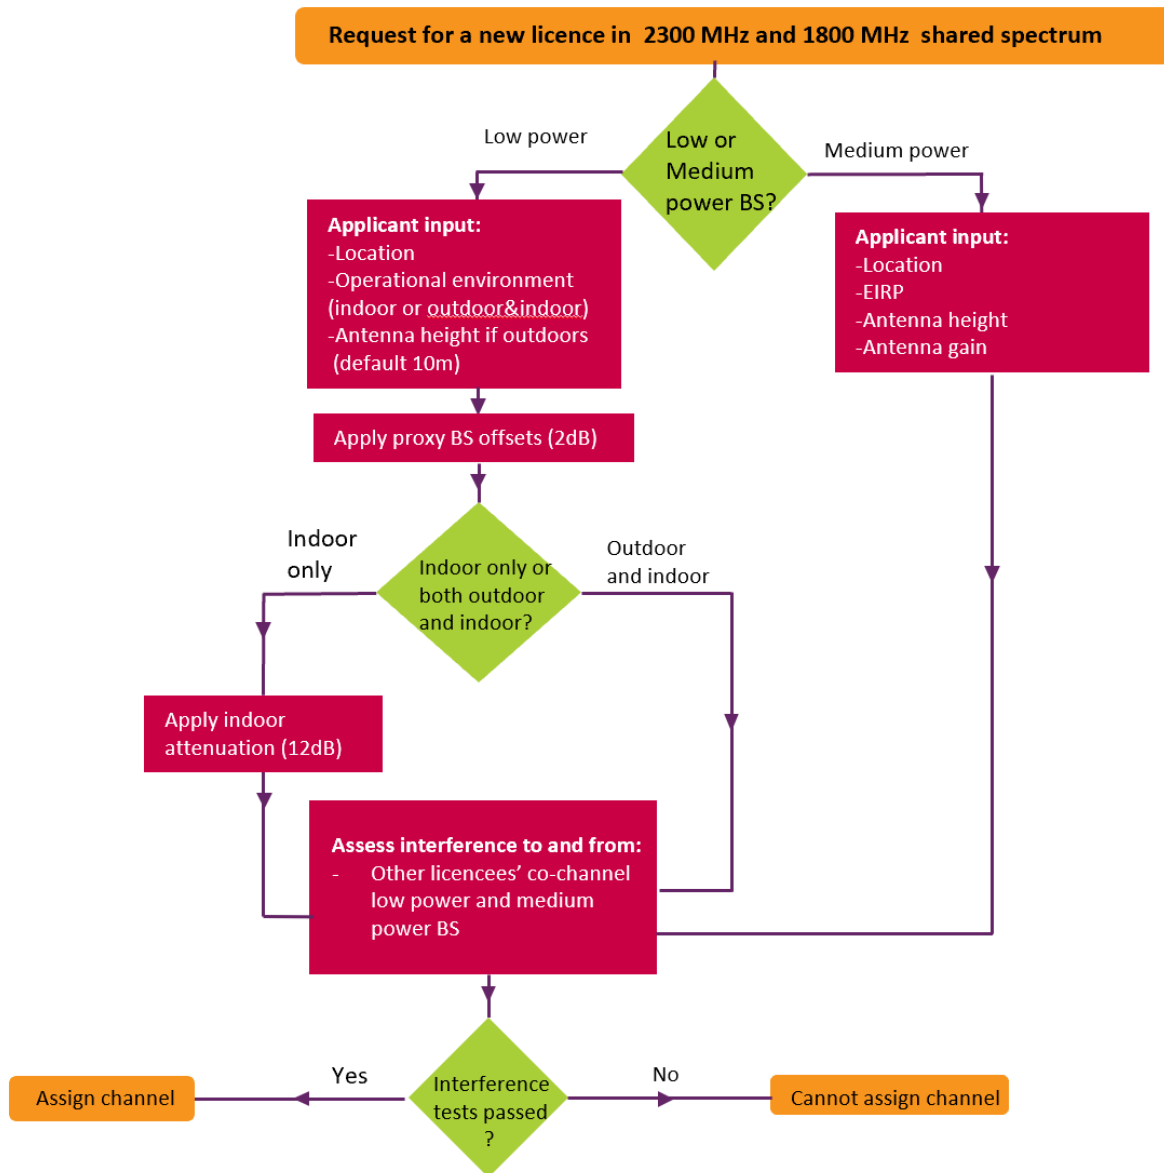 Request for a new licence in  2300 MHz and 1800 MHz  shared spectrum
Low power
Low or
Medium
power BS?
Medium power
Applicant input:
-Location
-Operational environment
(indoor or outdoor&indoor)
-Antenna height if outdoors
(default 10m)
Applicant input:
-Location
-EIRP
-Antenna height
-Antenna gain
Apply proxy BS offsets (2dB)
Indoor
only
Indoor only or
both outdoor
and indoor?
Outdoor
and indoor
Apply indoor
attenuation (12dB)
Assess interference to and from:
- Other licencees’ co-channel
low power and medium
power BS
Yes
Interference
tests passed
?
No
Assign channel
Cannot assign channel